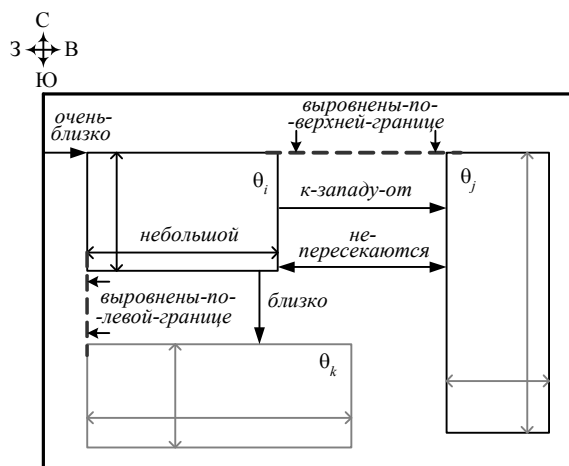 С
З В
Ю
очень-
близко
выровнены-по-
-верхней-границе
θi
к-западу-от
θj
небольшой
не-
пересекаются
выровнены-по-
-левой-границе
близко
θk